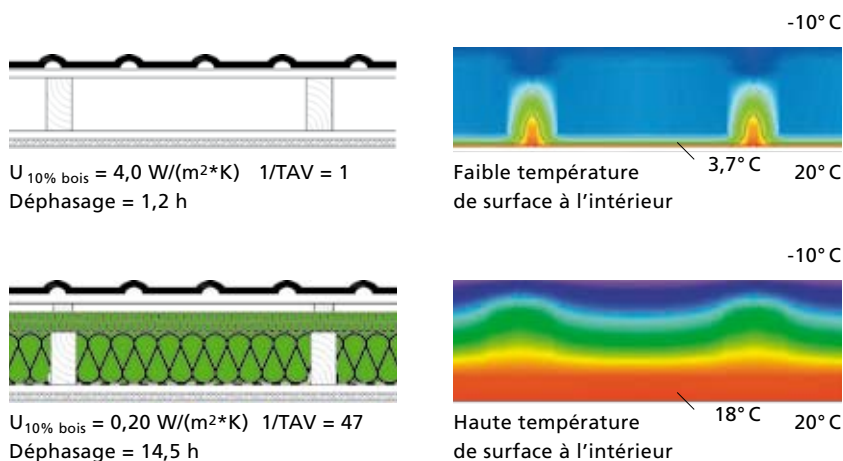 -10° C
U 10% bois = 4,0 W/(m²*K) 1/TAV = 1
Déphasage = 1,2 h
Faible température
de surface à l’intérieur
3,7° C
20° C
-10° C
U10% bois = 0,20 W/(m²*K) 1/TAV = 47
Déphasage = 14,5 h
Haute température
de surface à l’intérieur
18° C
20° C